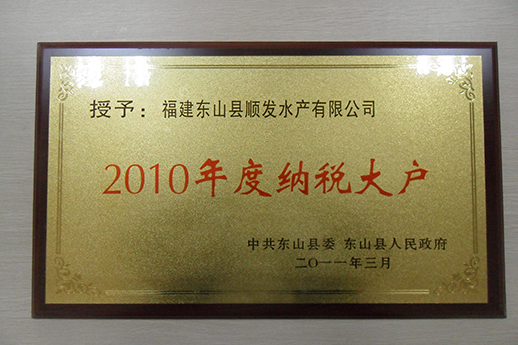 授予：福建东山县顺发水产有限公司
2010年度纳税大户
中共东山县委 东山县人民政府
二〇一一年三月